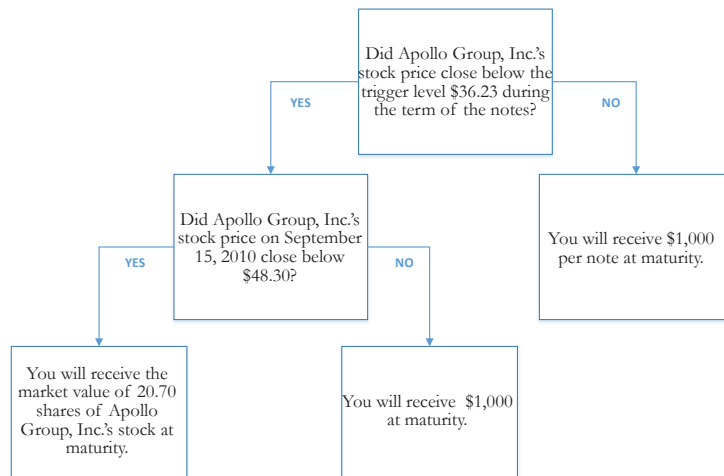 Did Apollo Group, Inc.'s
stock price close below the
trigger level $36.23 during
the term of the notes?
YES
NO
Did Apollo Group, Inc.'s
stock price on September
15, 2010 close below
$48.30?
You will receive $1,000
per note at maturity.
YES
NO
You will receive the
market value of 20.70
shares of Apollo
Group, Inc.'s stock at
maturity.
You will receive $1,000
at maturity.